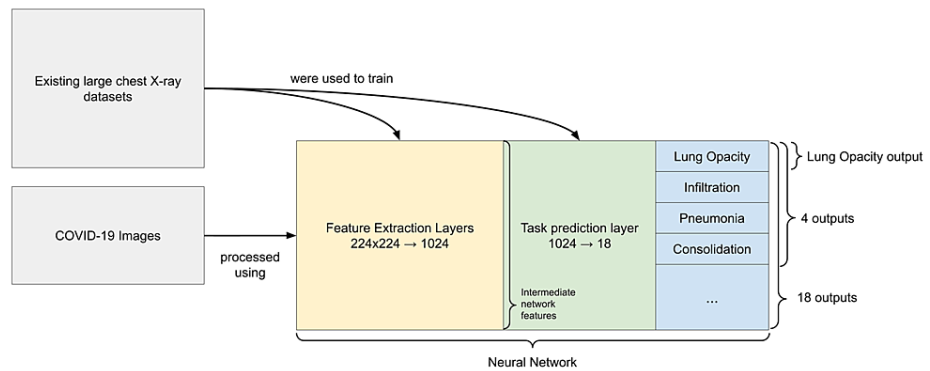 Existing large chest X-ray
datasets
were used to train
COVID-19 Images
processed
using
Feature Extraction Layers
224x224 → 1024
Intermediate
network
features
Task prediction layer
1024 → 18
Lung Opacity
Infiltration
Pneumonia
Consolidation
...
Lung Opacity output
4 outputs
18 outputs
Neural Network